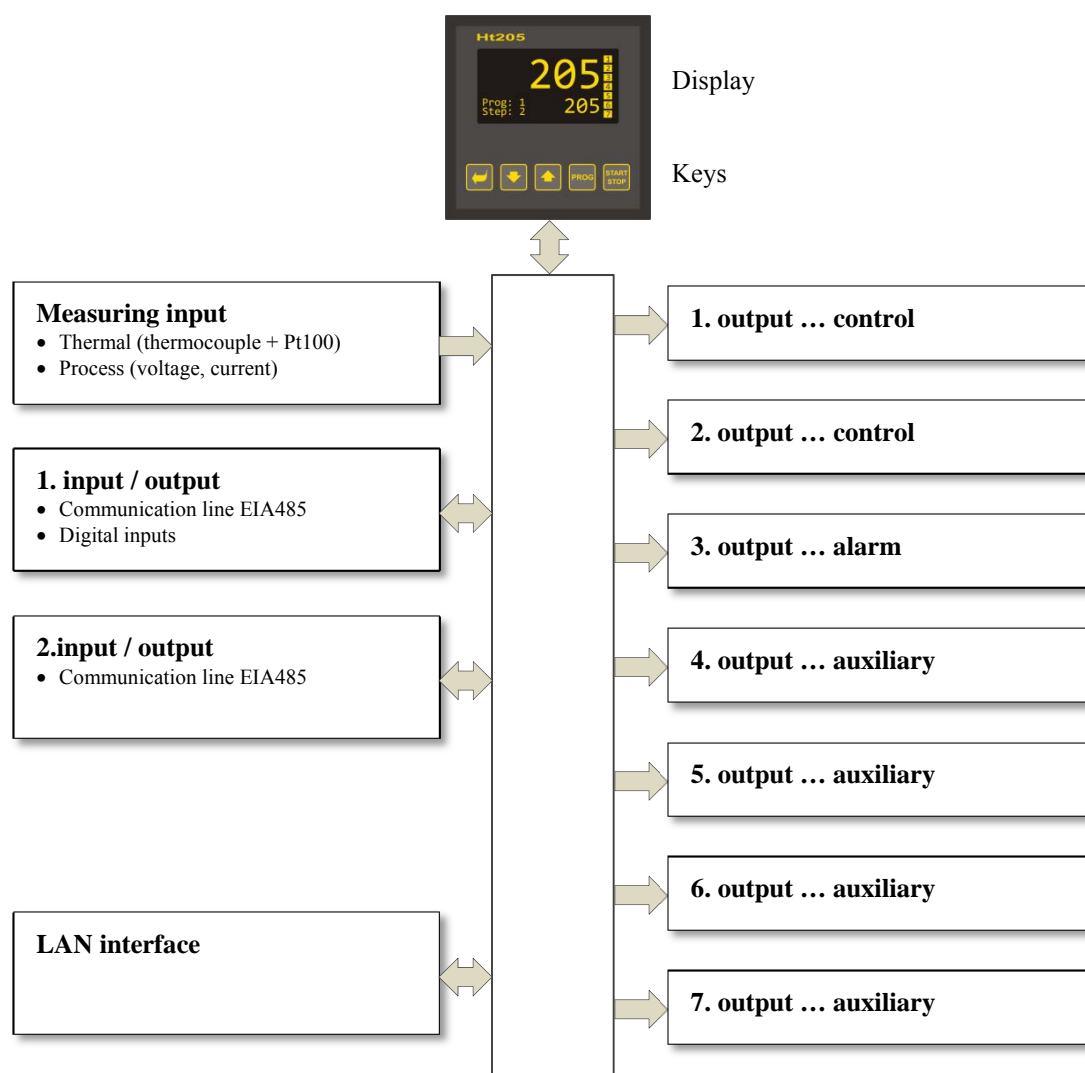 Ht205
205
1
2
3
4
5
6
7
Prog: 1
Step: 2
205
Display
PROG
START
STOP
Keys
Measuring input
• Thermal (thermocouple + Pt100)
• Process (voltage, current)
1. input / output
• Communication line EIA485
• Digital inputs
2.input / output
• Communication line EIA485
LAN interface
1. output … control
2. output … control
3. output … alarm
4. output … auxiliary
5. output … auxiliary
6. output … auxiliary
7. output … auxiliary